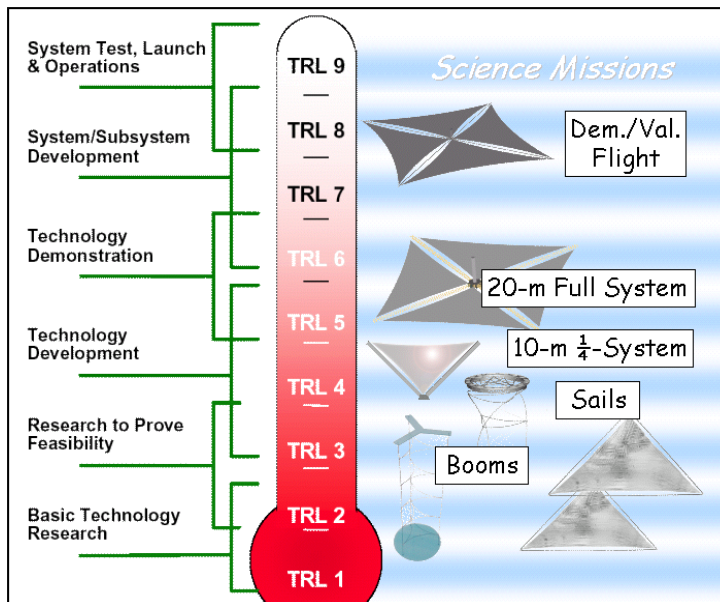 System Test, Launch
& Operations
System/Subsystem
Development
Technology
Demonstration
Technology
Development
Research to Prove
Feasibility
Basic Technology
Research
TRL 9
TRL 8
TRL 7
TRL 6
TRL 5
TRL 4
TRL 3
TRL 2
TRL 1
Science Missions
Dem./Val.
Flight
20-m Full System
10-m ¼-System
Sails
Booms